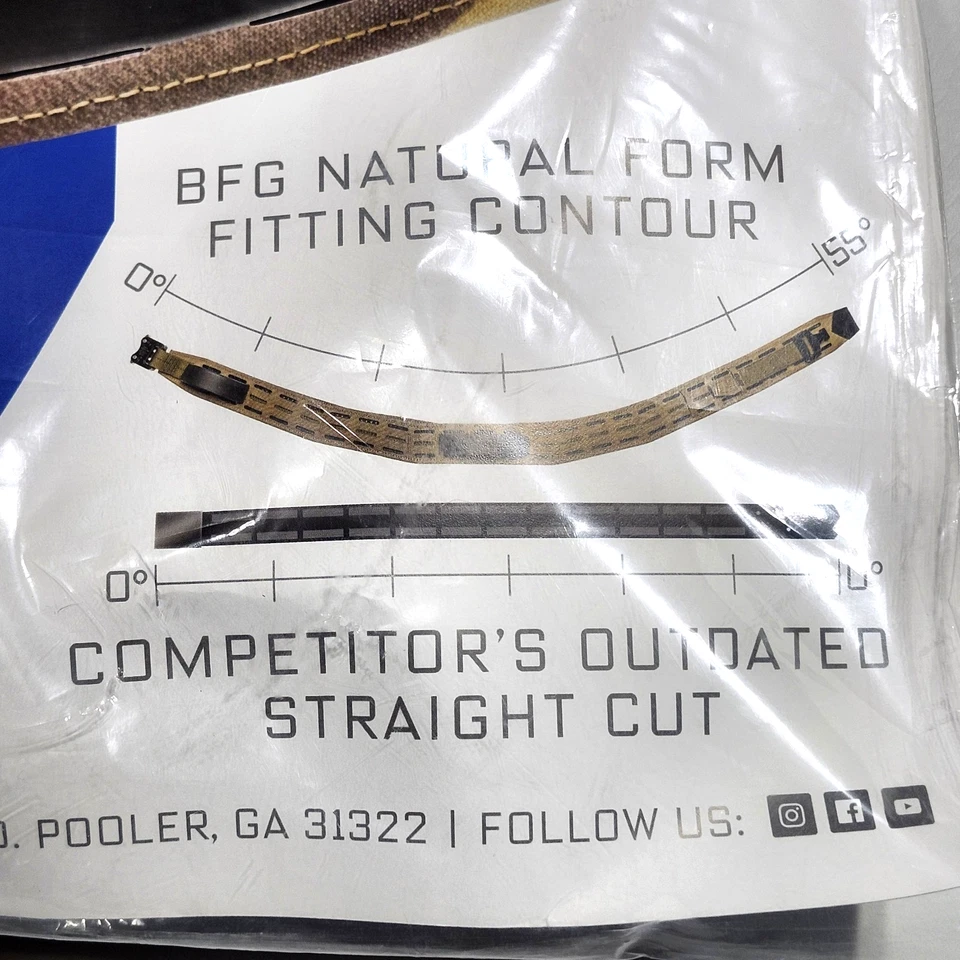 BFG NATURAL FORM
FITTING CONTOUR
0° 55°
0° 0°
COMPETITOR'S OUTDATED
STRAIGHT CUT
. POOLER, GA 31322 | FOLLOW US: